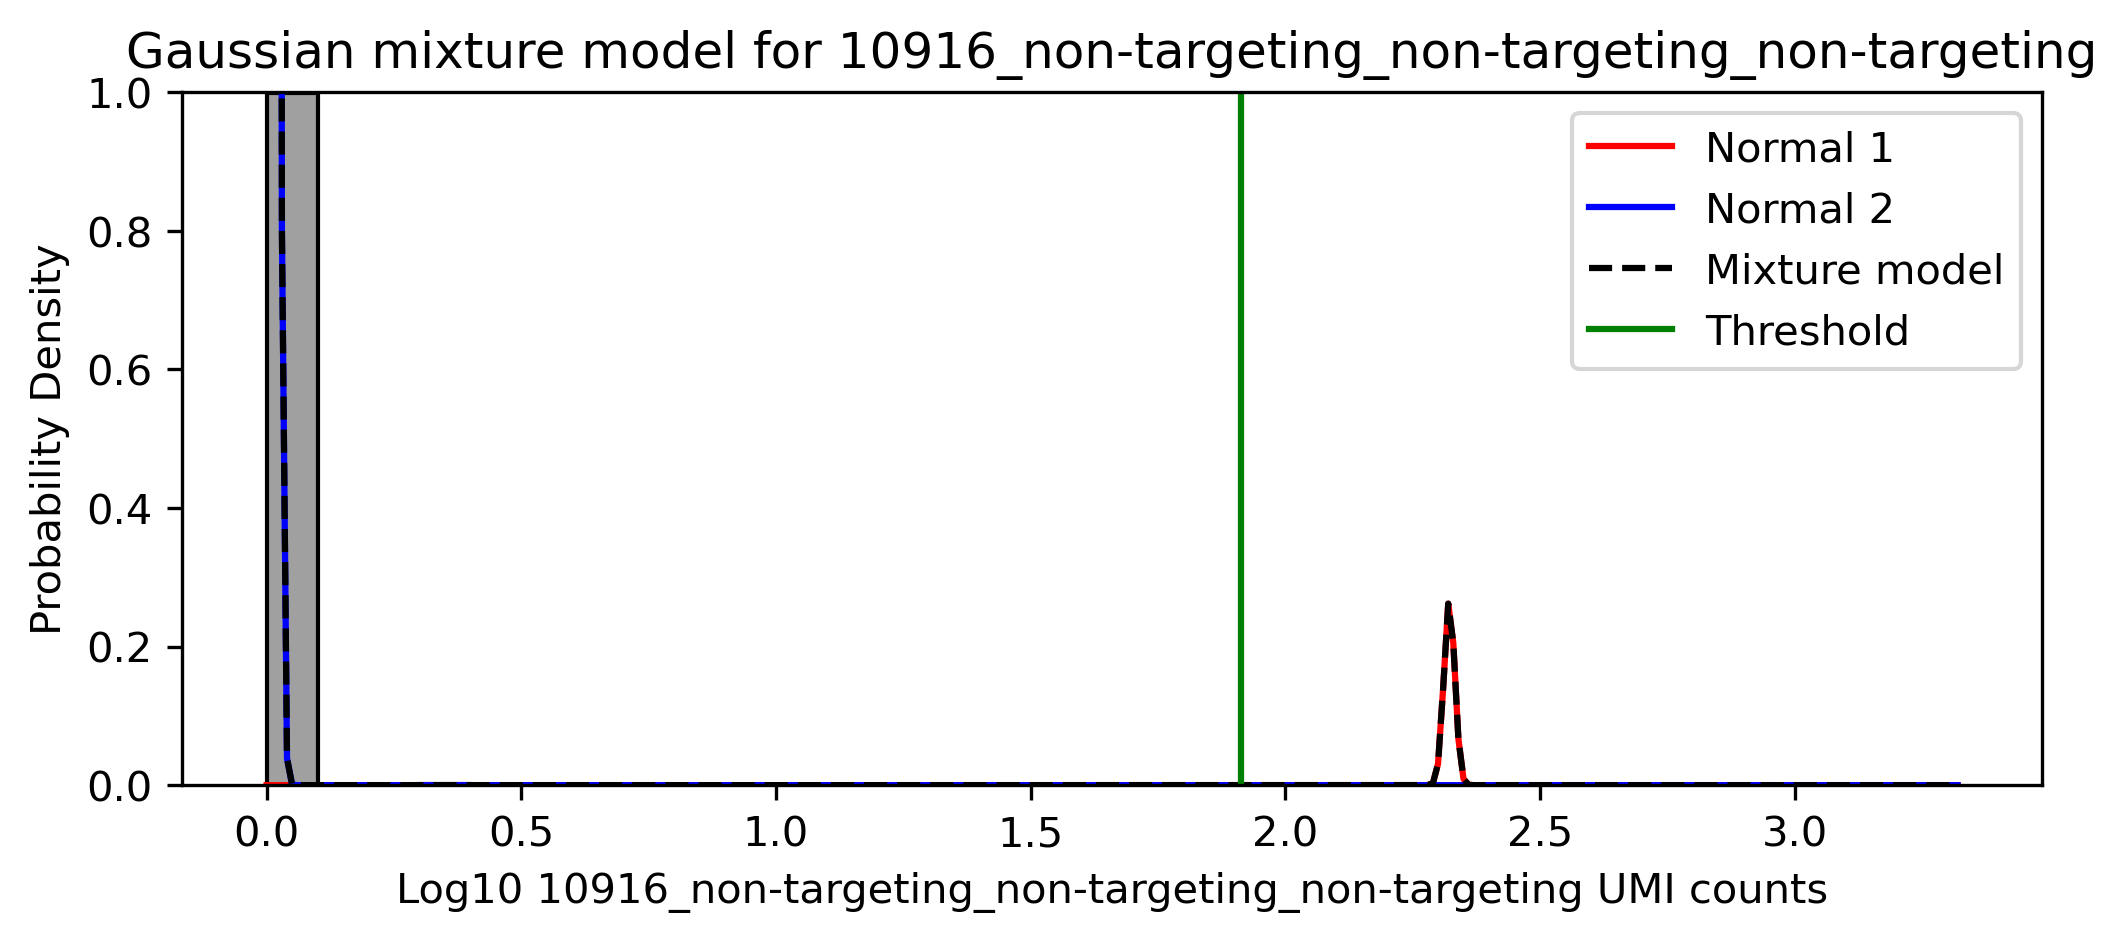 Gaussian mixture model for 10916_non-targeting_non-targeting_non-targeting
1.0
0.8
0.6
0.4
0.2
0.0
Probability Density
Normal 1
Normal 2
Mixture model
Threshold
0.0 0.5 1.0 1.5 2.0 2.5 3.0
Log10 10916_non-targeting_non-targeting_non-targeting UMI counts